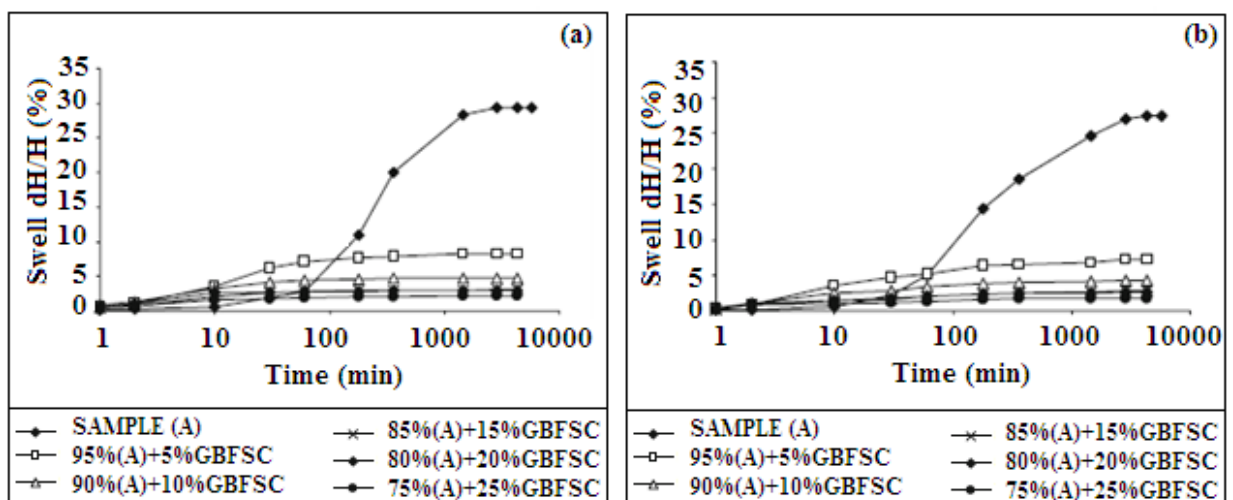 (a)
Swell dH/H (%)
35
30
25
20
15
10
5
0
1 10 100 1000 10000
Time (min)
SAMPLE (A)
95%(A)+5%GBFSC
90%(A)+10%GBFSC
85%(A)+15%GBFSC
80%(A)+20%GBFSC
75%(A)+25%GBFSC
(b)
Swell dH/H (%)
35
30
25
20
15
10
5
0
1 10 100 1000 10000
Time (min)
SAMPLE (A)
95%(A)+5%GBFSC
90%(A)+10%GBFSC
85%(A)+15%GBFSC
80%(A)+20%GBFSC
75%(A)+25%GBFSC